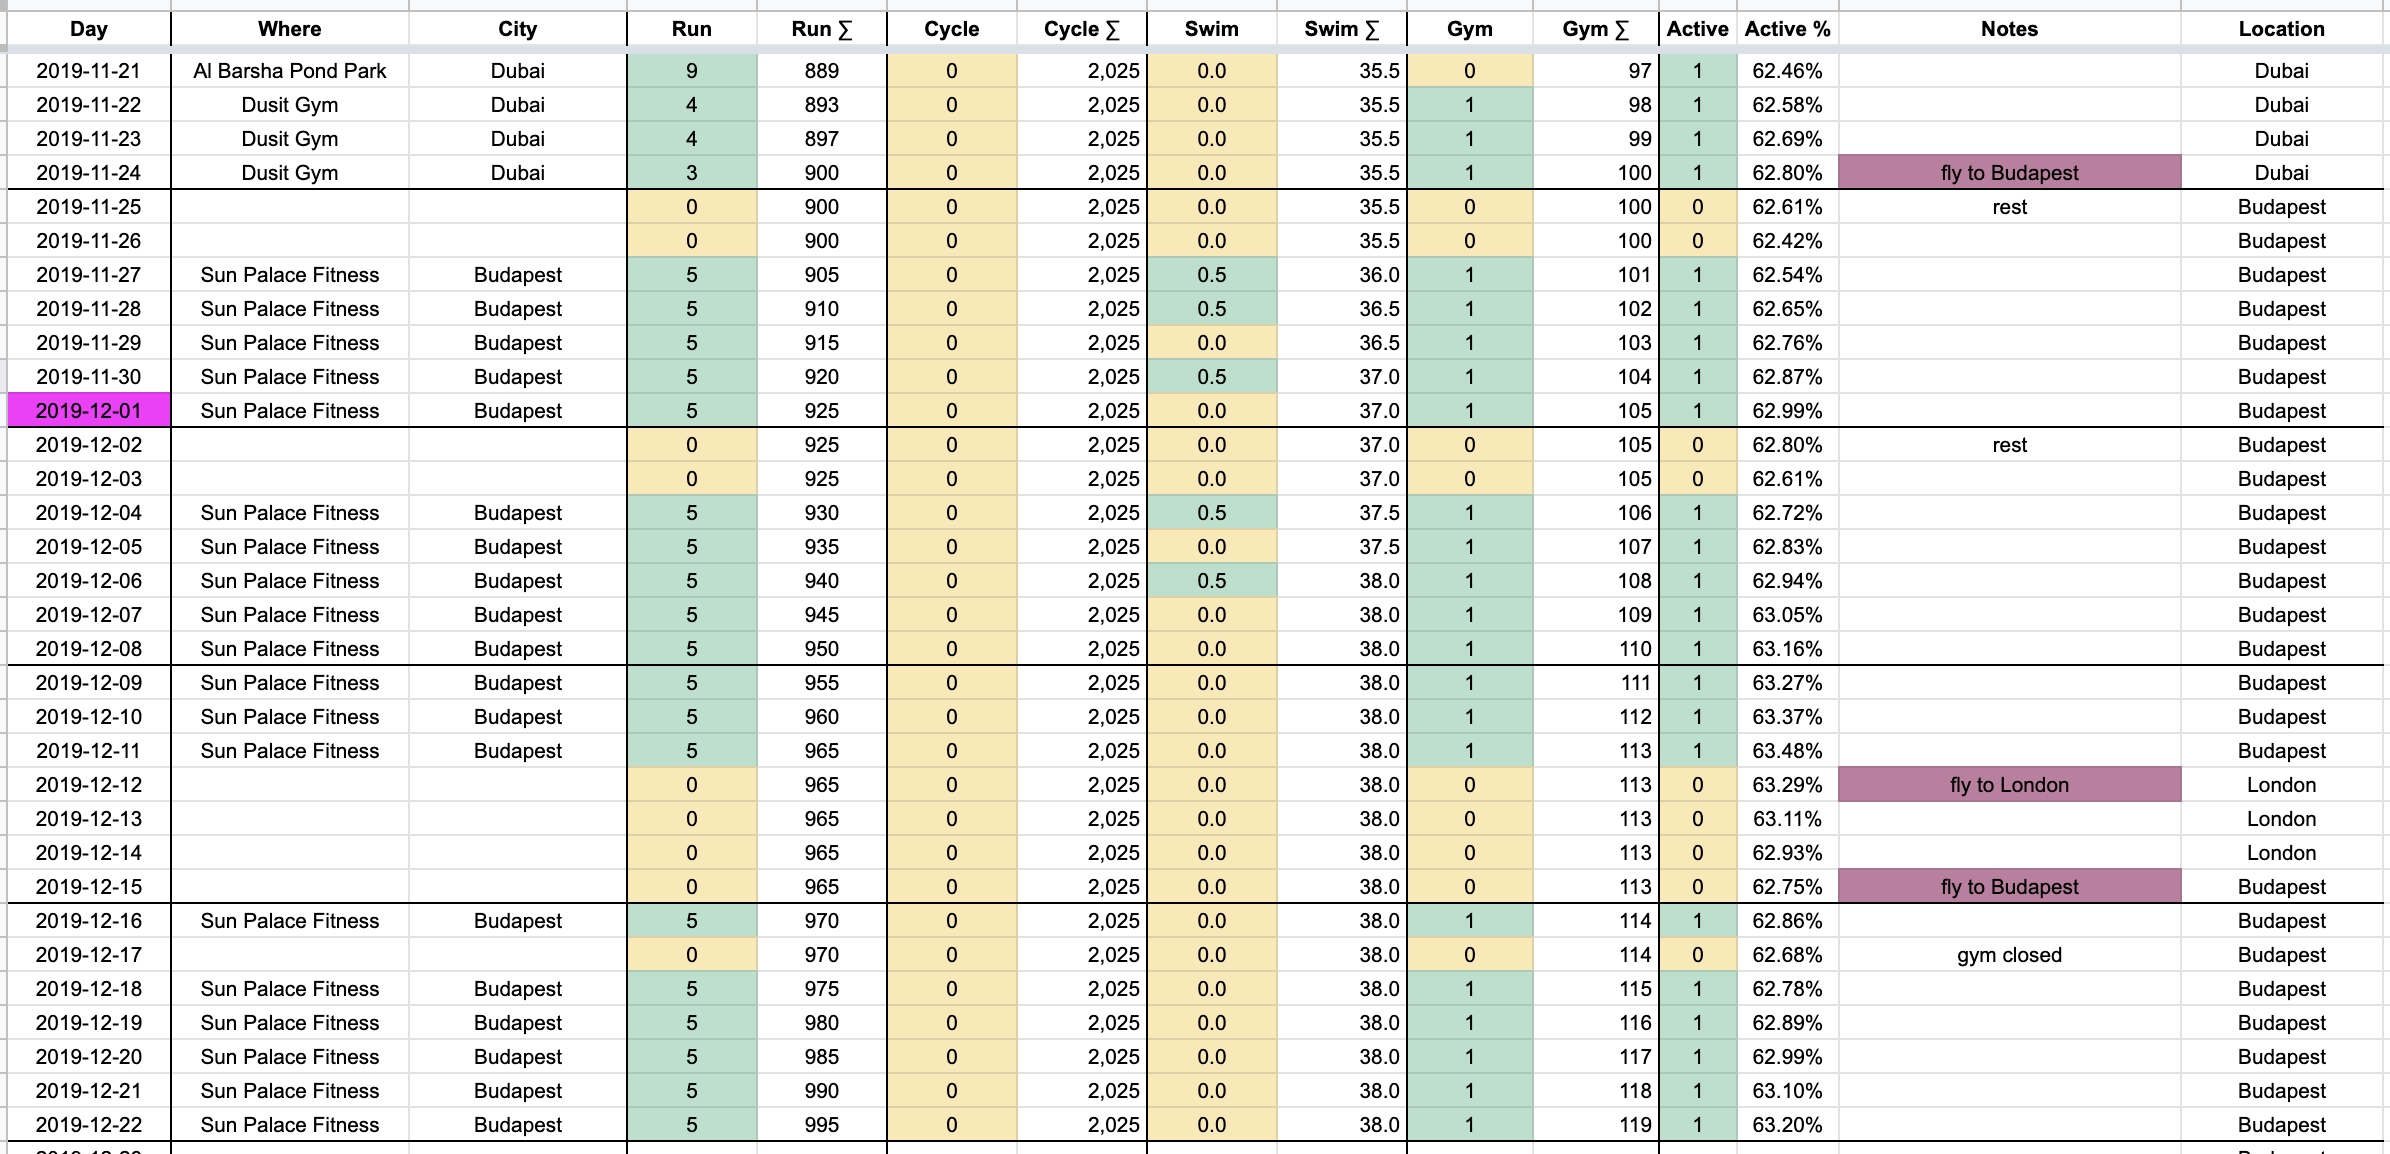 Day Where City Run Run ∑ Cycle Cycle ∑ Swim Swim ∑ Gym Gym ∑ Active Active % Notes Location
2019-11-21 Al Barsha Pond Park Dubai 9 889 0 2,025 0.0 35.5 0 97 1 62.46% Dubai
2019-11-22 Dusit Gym Dubai 4 893 0 2,025 0.0 35.5 1 98 1 62.58% Dubai
2019-11-23 Dusit Gym Dubai 4 897 0 2,025 0.0 35.5 1 99 1 62.69% Dubai
2019-11-24 Dusit Gym Dubai 3 900 0 2,025 0.0 35.5 1 100 1 62.80% fly to Budapest Dubai
2019-11-25 0 900 0 2,025 0.0 35.5 0 100 0 62.61% rest Budapest
2019-11-26 0 900 0 2,025 0.0 35.5 0 100 0 62.42% Budapest
2019-11-27 Sun Palace Fitness Budapest 5 905 0 2,025 0.5 36.0 1 101 1 62.54% Budapest
2019-11-28 Sun Palace Fitness Budapest 5 910 0 2,025 0.5 36.5 1 102 1 62.65% Budapest
2019-11-29 Sun Palace Fitness Budapest 5 915 0 2,025 0.0 36.5 1 103 1 62.76% Budapest
2019-11-30 Sun Palace Fitness Budapest 5 920 0 2,025 0.5 37.0 1 104 1 62.87% Budapest
2019-12-01 Sun Palace Fitness Budapest 5 925 0 2,025 0.0 37.0 1 105 1 62.99% Budapest
2019-12-02 0 925 0 2,025 0.0 37.0 0 105 0 62.80% rest Budapest
2019-12-03 0 925 0 2,025 0.0 37.0 0 105 0 62.61% Budapest
2019-12-04 Sun Palace Fitness Budapest 5 930 0 2,025 0.5 37.5 1 106 1 62.72% Budapest
2019-12-05 Sun Palace Fitness Budapest 5 935 0 2,025 0.0 37.5 1 107 1 62.83% Budapest
2019-12-06 Sun Palace Fitness Budapest 5 940 0 2,025 0.5 38.0 1 108 1 62.94% Budapest
2019-12-07 Sun Palace Fitness Budapest 5 945 0 2,025 0.0 38.0 1 109 1 63.05% Budapest
2019-12-08 Sun Palace Fitness Budapest 5 950 0 2,025 0.0 38.0 1 110 1 63.16% Budapest
2019-12-09 Sun Palace Fitness Budapest 5 955 0 2,025 0.0 38.0 1 111 1 63.27% Budapest
2019-12-10 Sun Palace Fitness Budapest 5 960 0 2,025 0.0 38.0 1 112 1 63.37% Budapest
2019-12-11 Sun Palace Fitness Budapest 5 965 0 2,025 0.0 38.0 1 113 1 63.48% Budapest
2019-12-12 0 965 0 2,025 0.0 38.0 0 113 0 63.29% fly to London London
2019-12-13 0 965 0 2,025 0.0 38.0 0 113 0 63.11% London
2019-12-14 0 965 0 2,025 0.0 38.0 0 113 0 62.93% London
2019-12-15 0 965 0 2,025 0.0 38.0 0 113 0 62.75% fly to Budapest Budapest
2019-12-16 Sun Palace Fitness Budapest 5 970 0 2,025 0.0 38.0 1 114 1 62.86% Budapest
2019-12-17 0 970 0 2,025 0.0 38.0 0 114 0 62.68% gym closed Budapest
2019-12-18 Sun Palace Fitness Budapest 5 975 0 2,025 0.0 38.0 1 115 1 62.78% Budapest
2019-12-19 Sun Palace Fitness Budapest 5 980 0 2,025 0.0 38.0 1 116 1 62.89% Budapest
2019-12-20 Sun Palace Fitness Budapest 5 985 0 2,025 0.0 38.0 1 117 1 62.99% Budapest
2019-12-21 Sun Palace Fitness Budapest 5 990 0 2,025 0.0 38.0 1 118 1 63.10% Budapest
2019-12-22 Sun Palace Fitness Budapest 5 995 0 2,025 0.0 38.0 1 119 1 63.20% Budapest